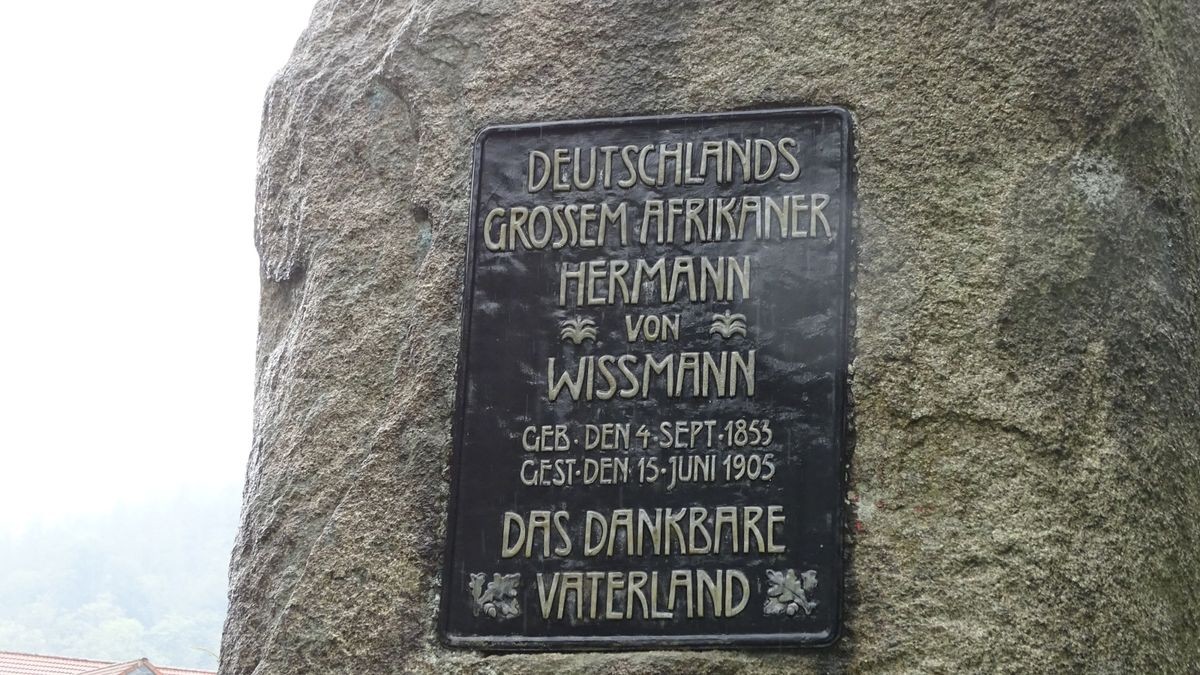 DEUTSCHLANDS
GROSSEM AFRIKANER
HERMANN
VON
WISSMANN
GEB · DEN 4 · SEPT · 1853
GEST · DEN 15 · JUNI 1905
DAS DANKBARE
VATERLAND